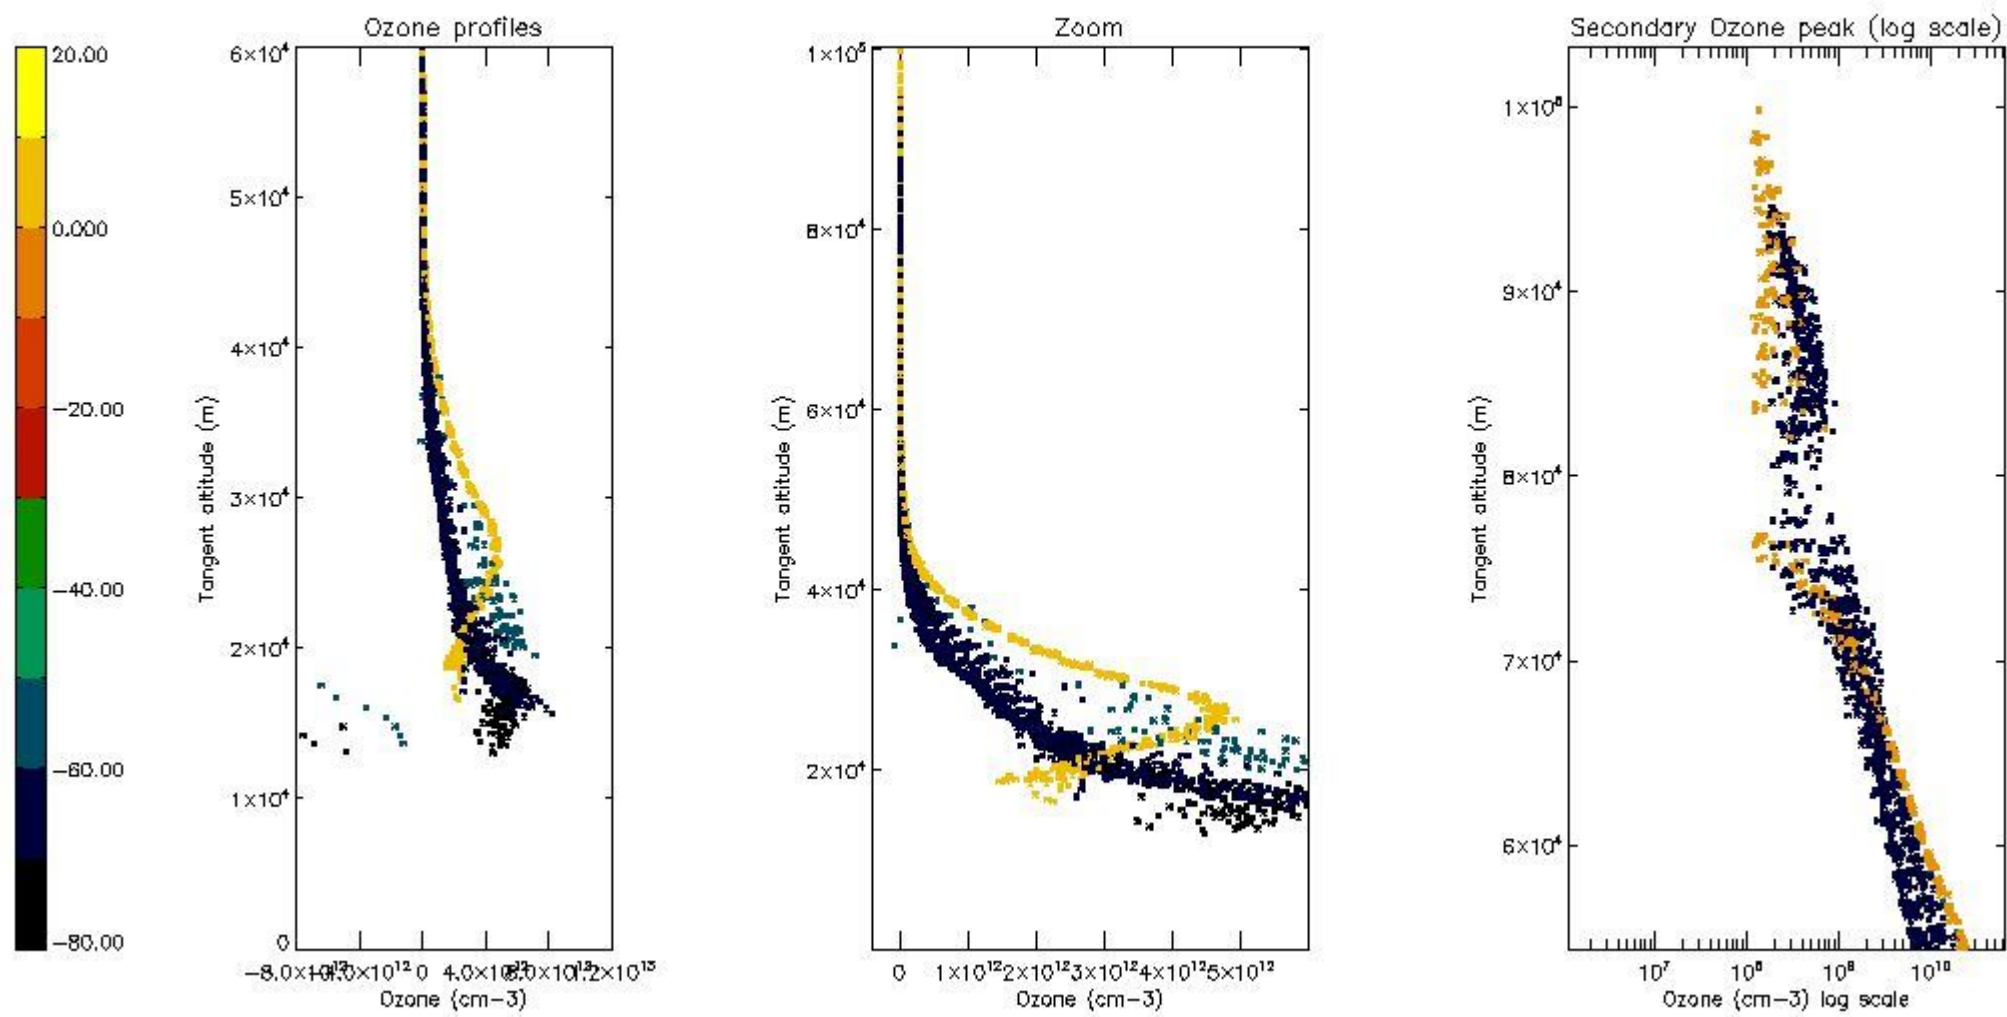 Ozone profiles
Zoom
Secondary Ozone peak (log scale)
20.00
0.000
−20.00
−40.00
−60.00
−80.00
6×10⁴
5×10⁴
4×10⁴
3×10⁴
2×10⁴
1×10⁴
0
Tangent altitude (m)
0
1.2×10¹³
Ozone (cm−3)
1×10⁵
8×10⁴
6×10⁴
4×10⁴
2×10⁴
Tangent altitude (m)
0 1×10¹² 2×10¹² 3×10¹² 4×10¹² 5×10¹²
Ozone (cm−3)
9×10⁴
8×10⁴
7×10⁴
6×10⁴
Tangent altitude (m)
10⁷ 10⁸ 10⁹ 10¹⁰
Ozone (cm−3) log scale